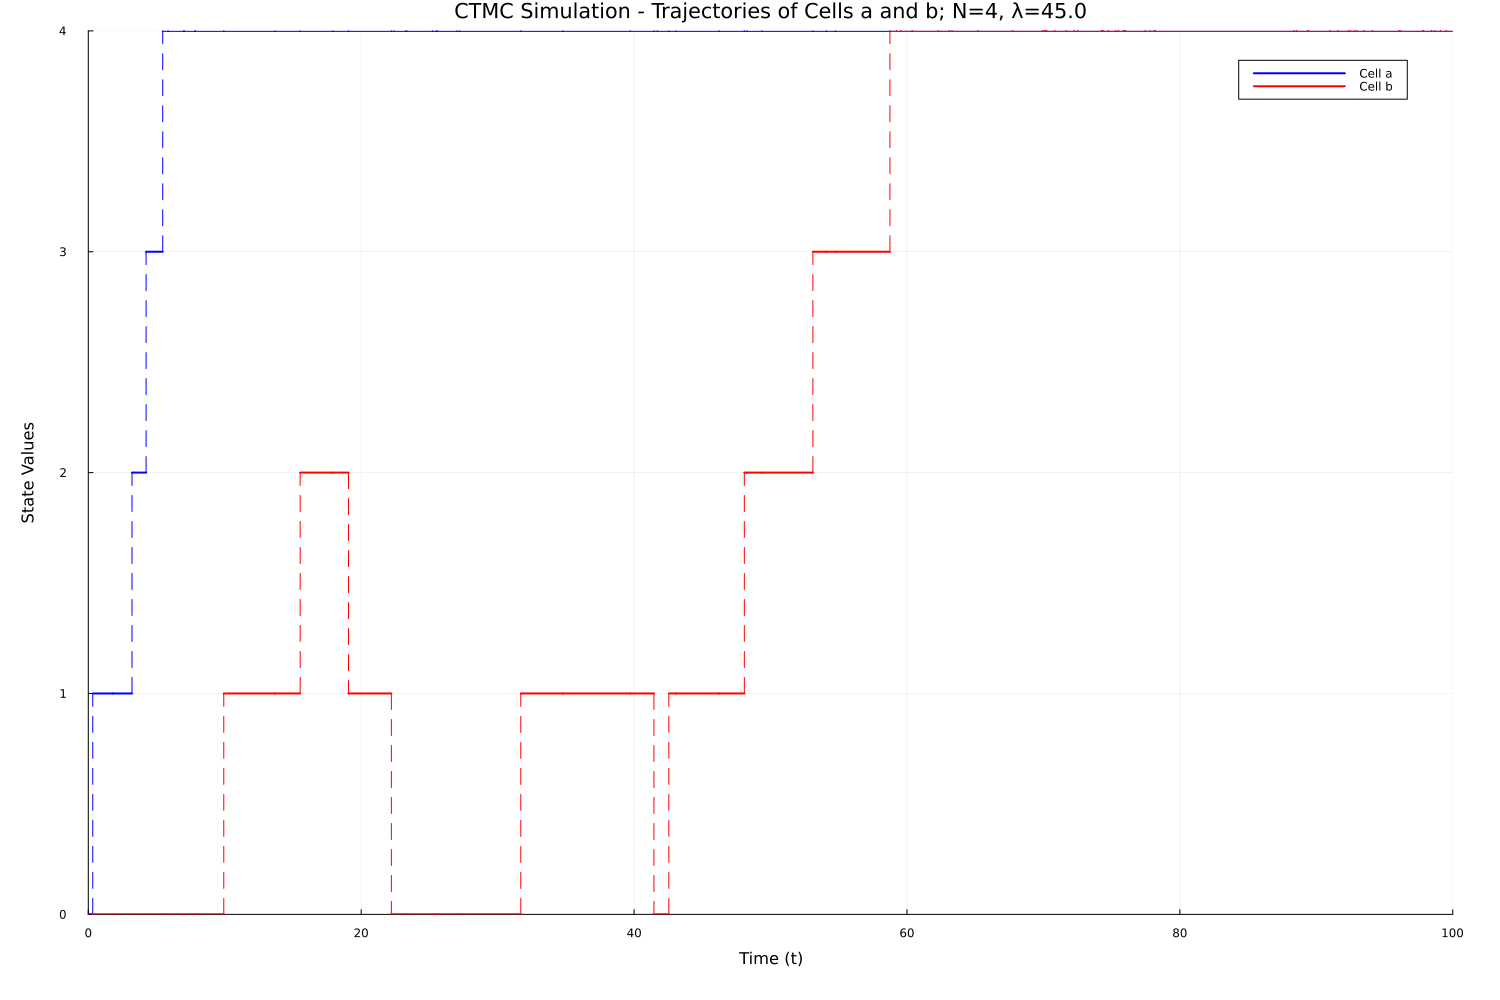 CTMC Simulation - Trajectories of Cells a and b; N=4, λ=45.0
4
Cell a
Cell b
3
State Values
2
1
0
0 20 40 60 80 100
Time (t)